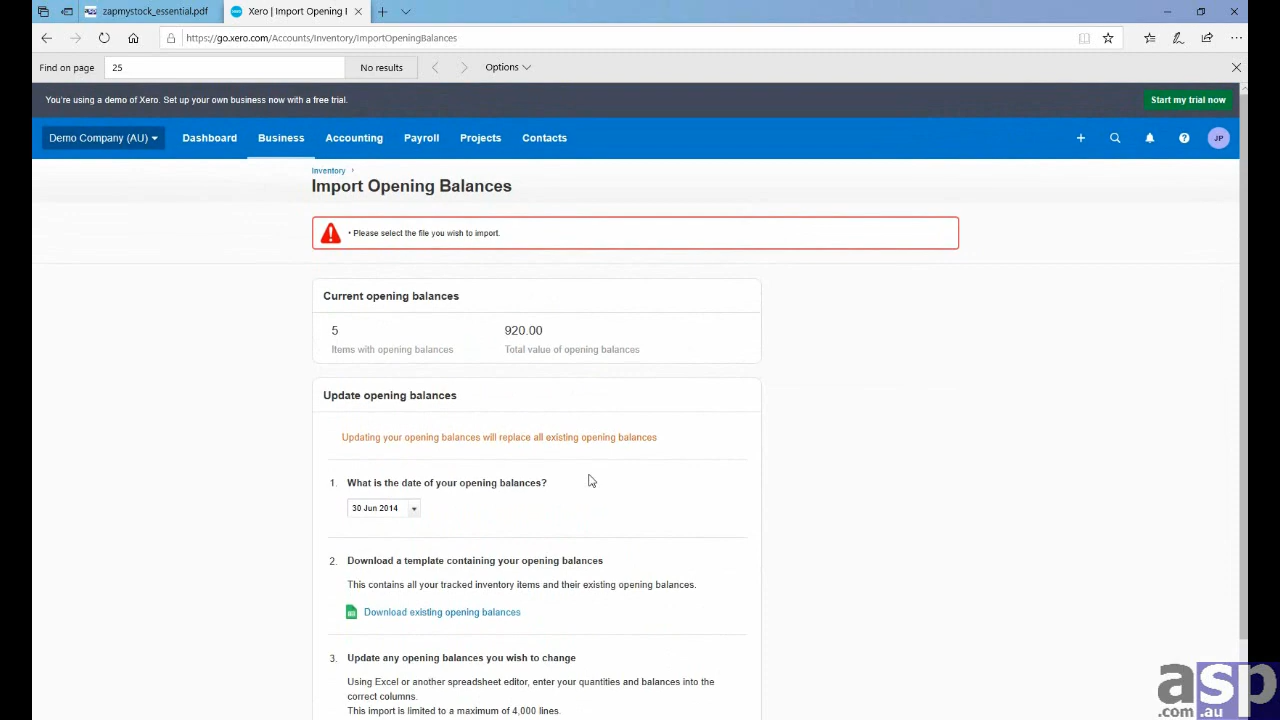 zapmystock_essential.pdf
Xero | Import Opening I
https://go.xero.com/Accounts/Inventory/ImportOpeningBalances
Find on page 25 No results Options
You're using a demo of Xero. Set up your own business now with a free trial. Start my trial now
Demo Company (AU) Dashboard Business Accounting Payroll Projects Contacts JP
Inventory ›
Import Opening Balances
• Please select the file you wish to import.
Current opening balances
5 920.00
Items with opening balances Total value of opening balances
Update opening balances
Updating your opening balances will replace all existing opening balances
1. What is the date of your opening balances?
30 Jun 2014
2. Download a template containing your opening balances
This contains all your tracked inventory items and their existing opening balances.
Download existing opening balances
3. Update any opening balances you wish to change
Using Excel or another spreadsheet editor, enter your quantities and balances into the
correct columns.
This import is limited to a maximum of 4,000 lines.
asp
.com.au